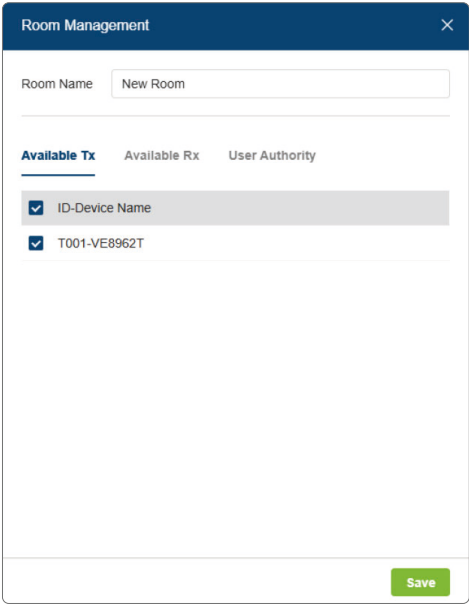 Room Management
Room Name New Room
Available Tx Available Rx User Authority
ID-Device Name
T001-VE8962T
Save